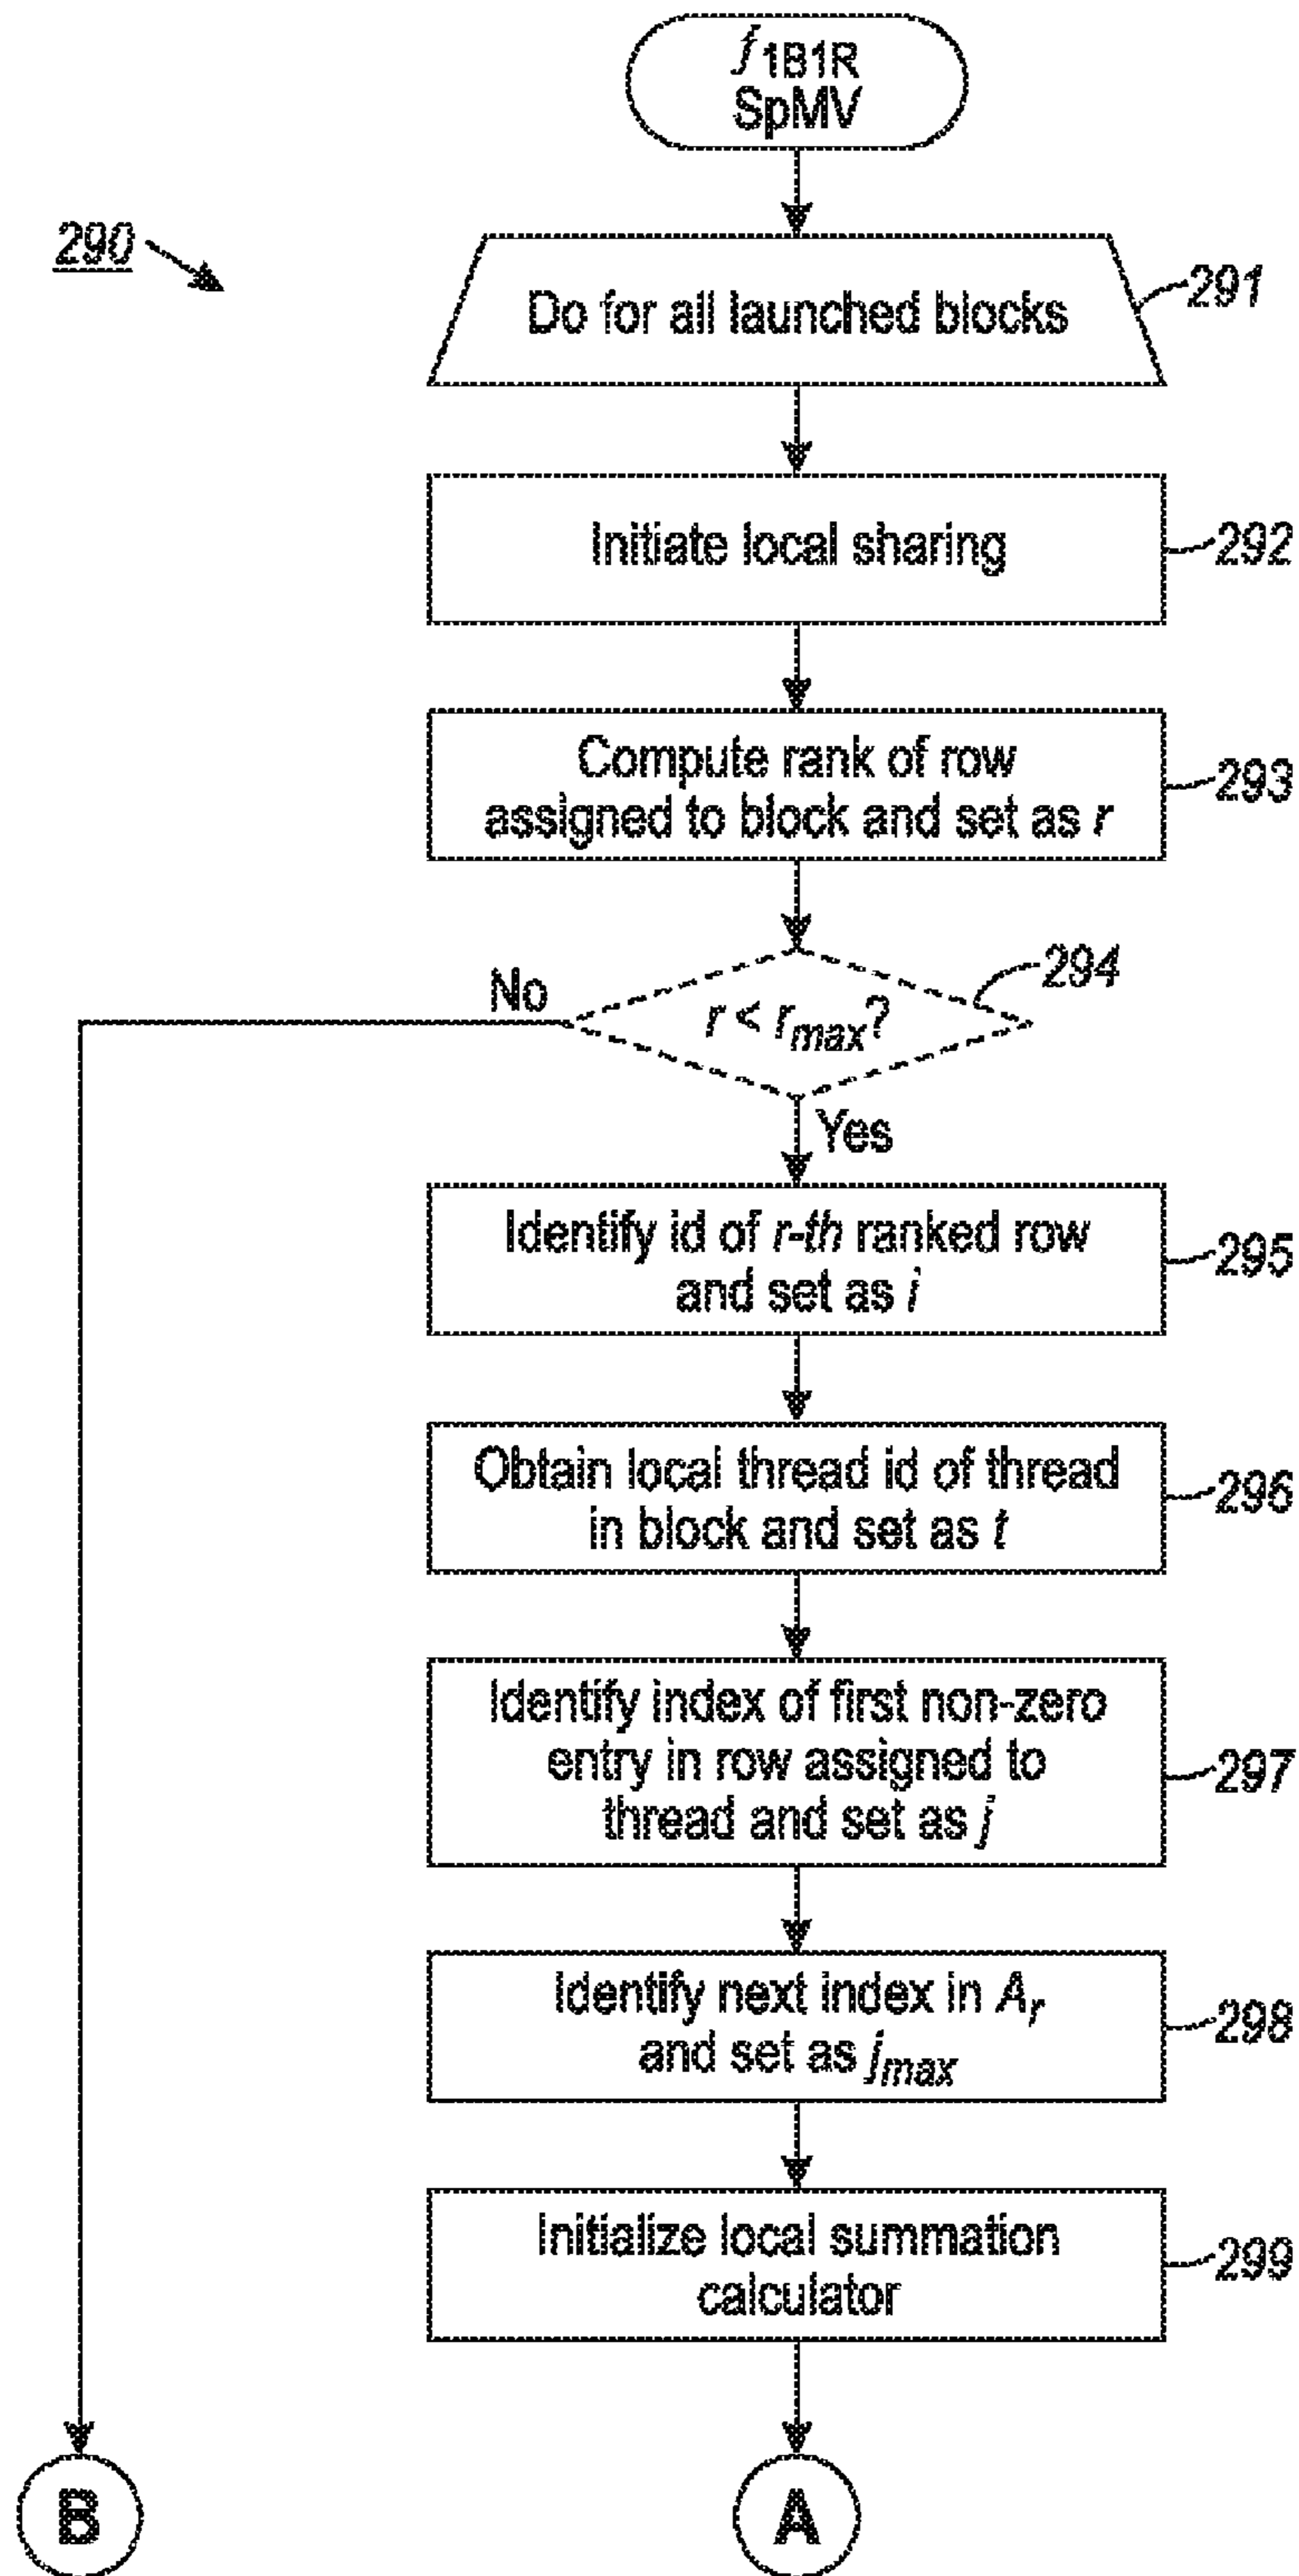 f1B1R
SpMV
290
Do for all launched blocks
291
Initiate local sharing
292
Compute rank of row
assigned to block and set as r
293
294
No
r < rmax?
Yes
Identify id of r-th ranked row
and set as i
295
Obtain local thread id of thread
in block and set as t
296
Identify index of first non-zero
entry in row assigned to
thread and set as j
297
Identify next index in Ar
and set as jmax
298
Initialize local summation
calculator
299
B
A